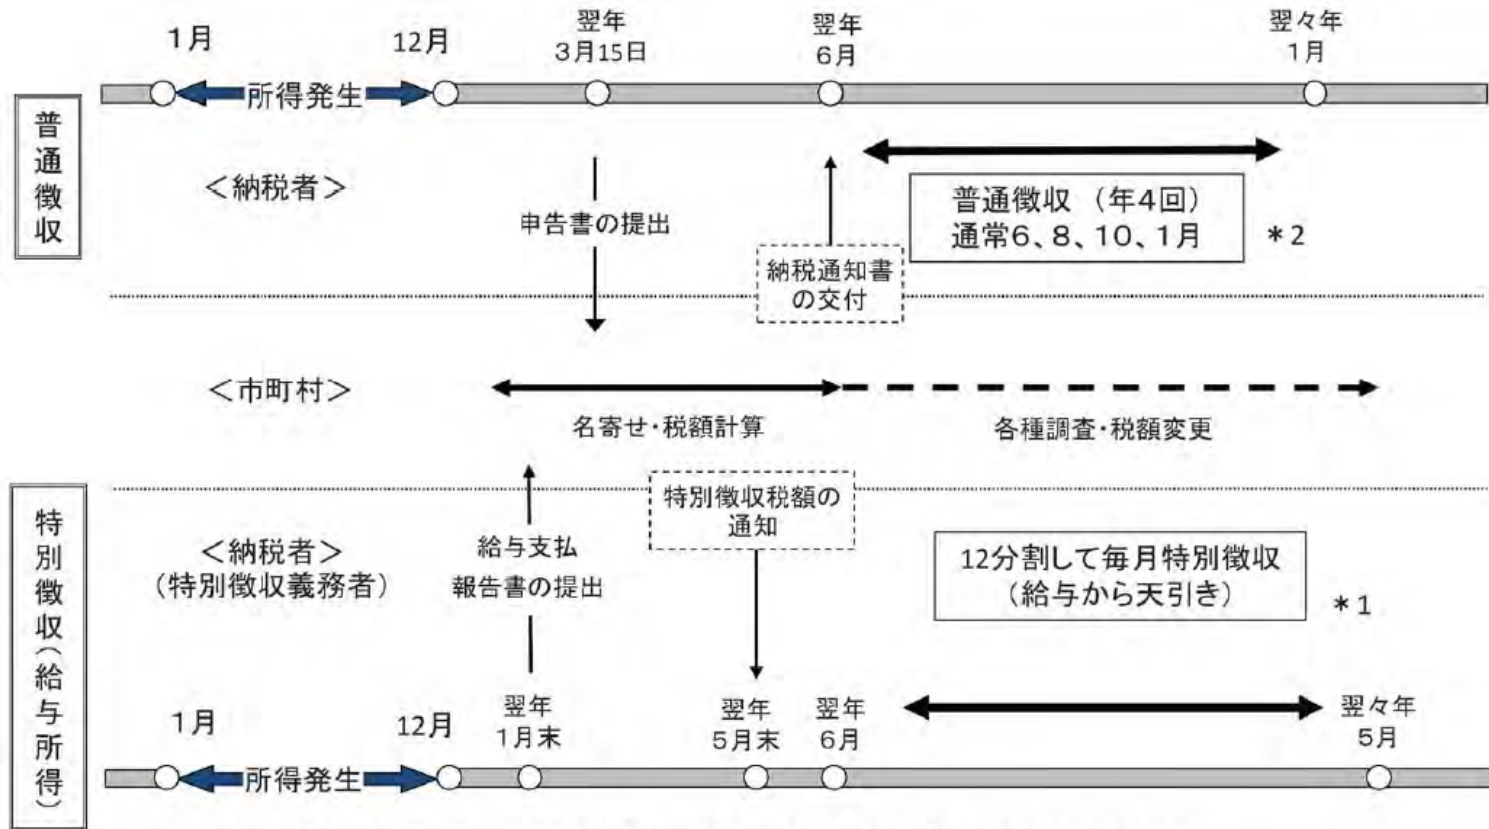 普通徴収
1月
12月
翌年
3月15日
翌年
6月
翌々年
1月
所得発生
＜納税者＞
申告書の提出
納税通知書
の交付
普通徴収 （年4回）
通常6、8、10、1月
＊2
＜市町村＞
名寄せ・税額計算
各種調査・税額変更
特別徴収（給与所得）
＜納税者＞
（特別徴収義務者）
給与支払
報告書の提出
特別徴収税額の
通知
12分割して毎月特別徴収
（給与から天引き）
＊1
1月
12月
翌年
1月末
翌年
5月末
翌年
6月
翌々年
5月
所得発生